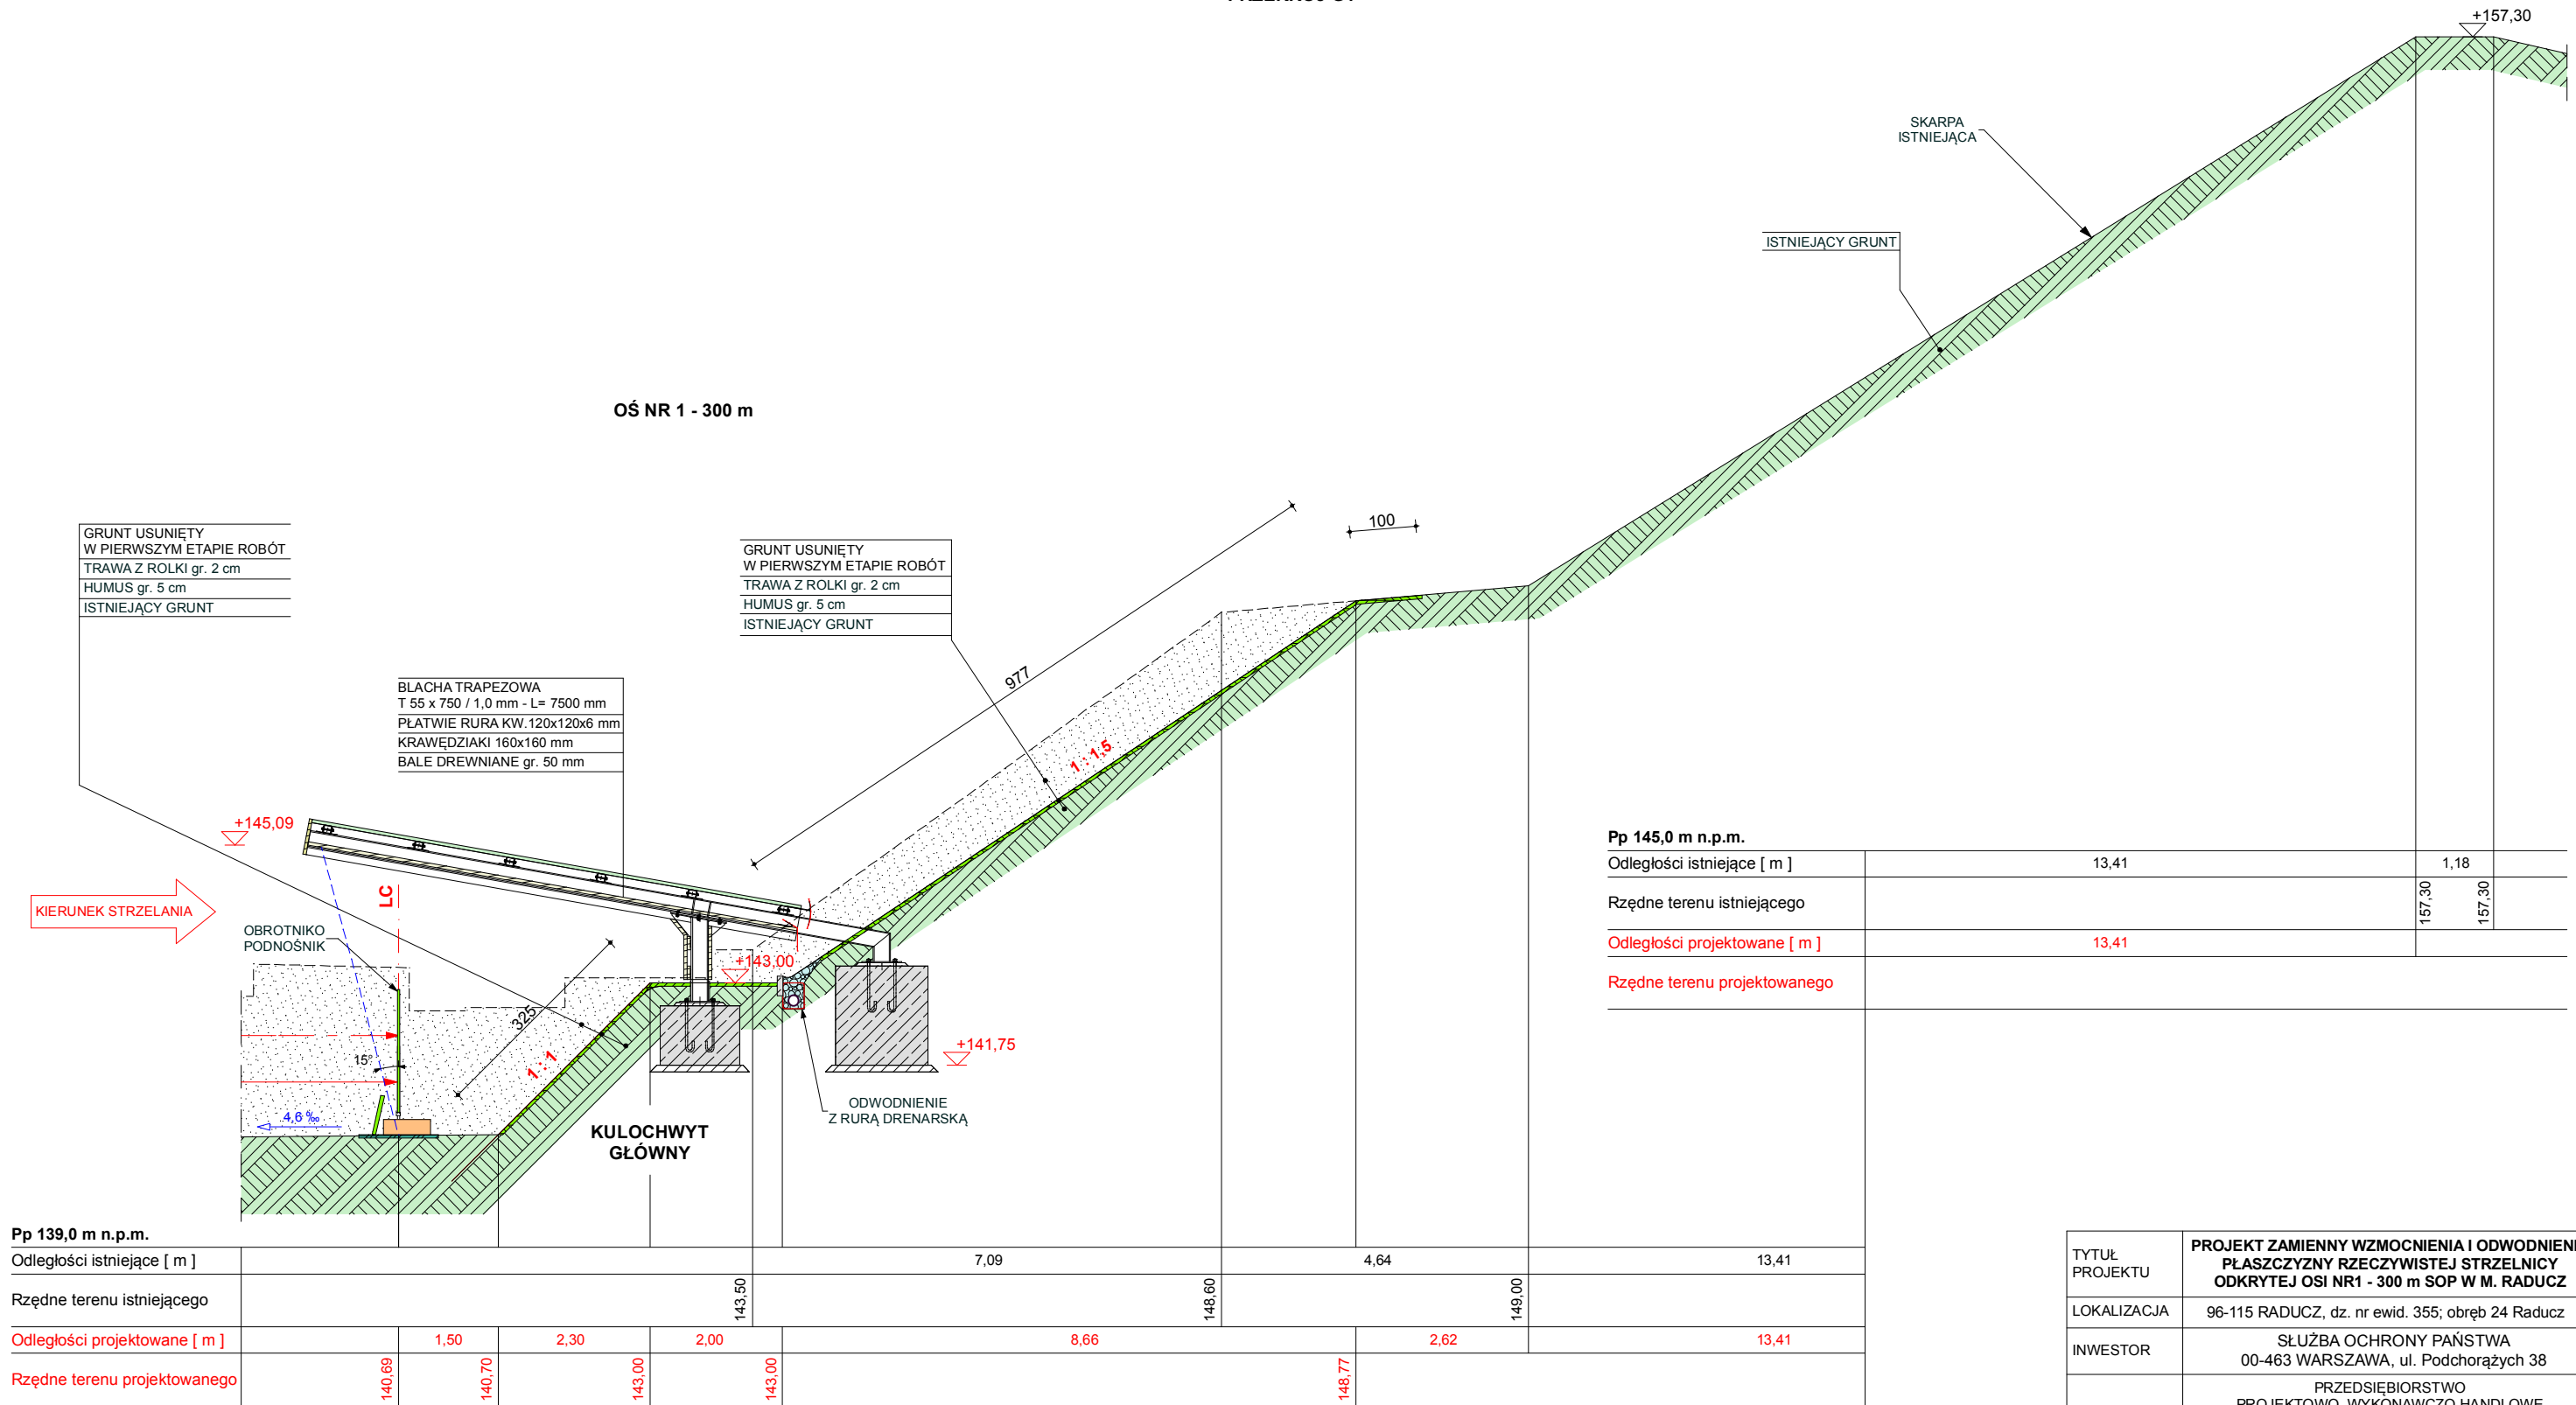 +157,30
SKARPA
ISTNIEJĄCA
ISTNIEJĄCY GRUNT
OŚ NR 1 - 300 m
100
977
GRUNT USUNIĘTY
W PIERWSZYM ETAPIE ROBÓT
TRAWA Z ROLKI gr. 2 cm
HUMUS gr. 5 cm
ISTNIEJĄCY GRUNT
GRUNT USUNIĘTY
W PIERWSZYM ETAPIE ROBÓT
TRAWA Z ROLKI gr. 2 cm
HUMUS gr. 5 cm
ISTNIEJĄCY GRUNT
BLACHA TRAPEZOWA
T 55 x 750 / 1,0 mm - L= 7500 mm
PŁATWIE RURA KW.120x120x6 mm
KRAWĘDZIAKI 160x160 mm
BALE DREWNIANE gr. 50 mm
1 : 1,5
+145,09
LC
KIERUNEK STRZELANIA
OBROTNIKO
PODNOŚNIK
+143,00
325
1 : 1
15°
4,6 ‰
+141,75
ODWODNIENIE
Z RURĄ DRENARSKĄ
KULOCHWYT
GŁÓWNY
Pp 145,0 m n.p.m.
Odległości istniejące [ m ] 13,41 1,18
Rzędne terenu istniejącego 157,30 157,30
Odległości projektowane [ m ] 13,41
Rzędne terenu projektowanego
Pp 139,0 m n.p.m.
Odległości istniejące [ m ] 7,09 4,64 13,41
Rzędne terenu istniejącego 143,50 148,60 149,00
Odległości projektowane [ m ] 1,50 2,30 2,00 8,66 2,62 13,41
Rzędne terenu projektowanego 140,69 140,70 143,00 143,00 148,77
TYTUŁ
PROJEKTU
PROJEKT ZAMIENNY WZMOCNIENIA I ODWODNIENI
PŁASZCZYZNY RZECZYWISTEJ STRZELNICY
ODKRYTEJ OSI NR1 - 300 m SOP W M. RADUCZ
LOKALIZACJA
96-115 RADUCZ, dz. nr ewid. 355; obręb 24 Raducz
INWESTOR
SŁUŻBA OCHRONY PAŃSTWA
00-463 WARSZAWA, ul. Podchorążych 38
PRZEDSIĘBIORSTWO
PROJEKTOWO WYKONAWCZO HANDLOWE